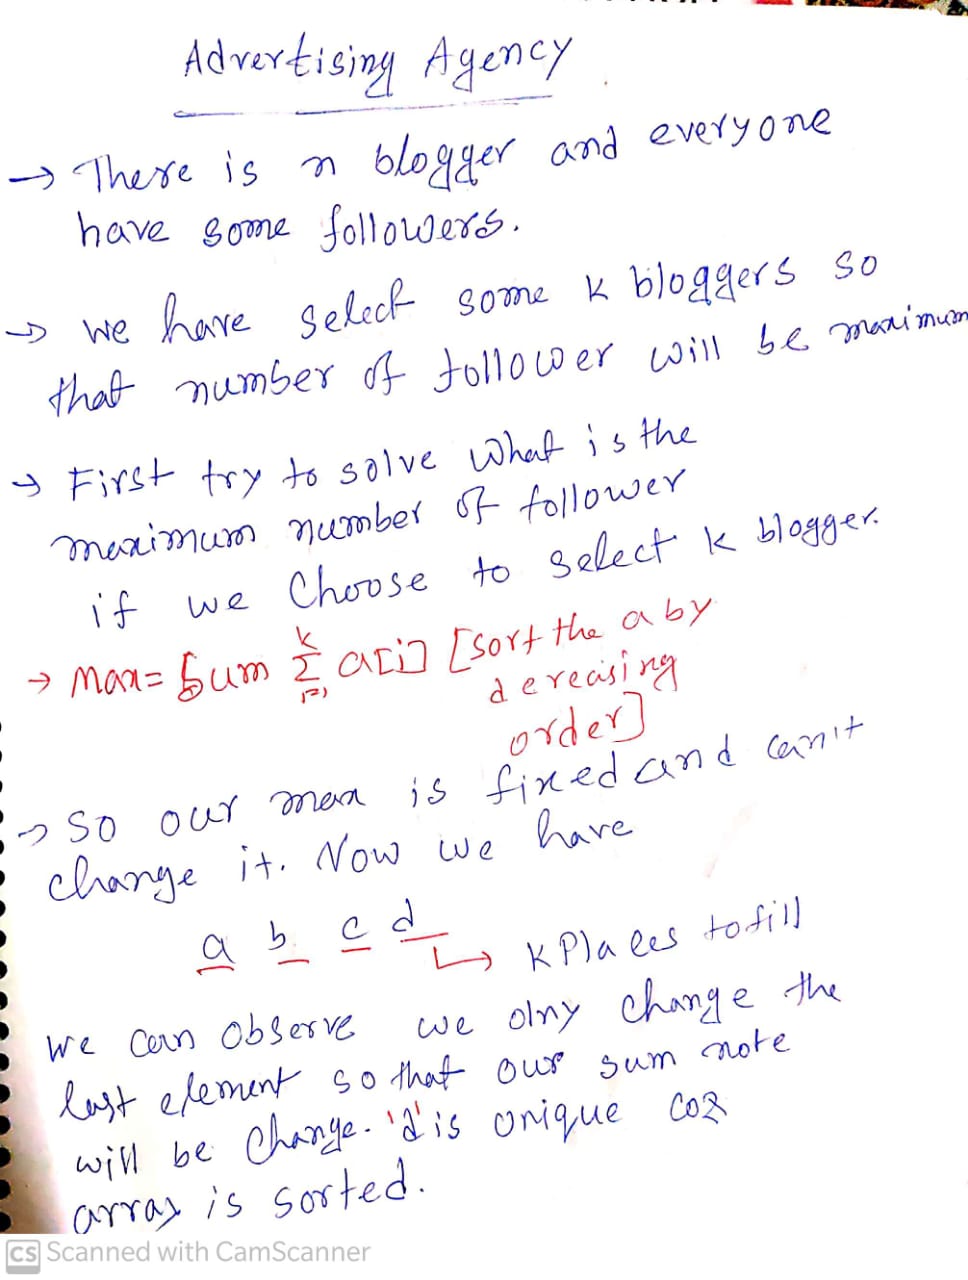 Advertising Agency
→ There is n blogger and everyone
have some followers.
→ we have select some k bloggers so
that number of follower will be maximum
→ First try to solve what is the
maximum number of follower
if we Choose to select k blogger.
→ Max = Sum k Σ i=1 a[i] [sort the a by
dereasing
order]
→ So our max is fixed and can't
change it. Now we have
a b c d
↳ k Places to fill
we can observe we olny change the
last element so that our sum note
will be change. 'd' is unique coz
array is sorted.
CS Scanned with CamScanner